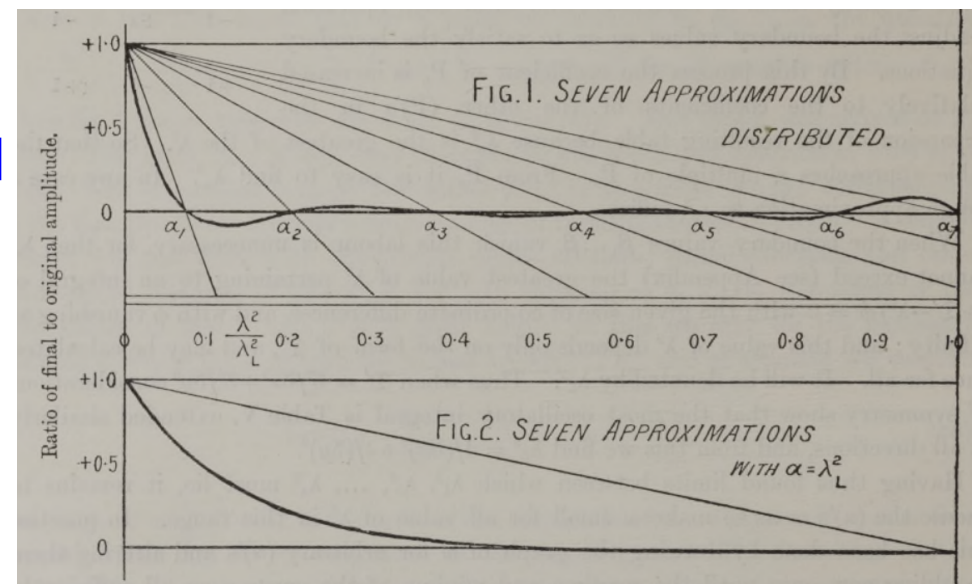 +1·0
FIG. 1. SEVEN APPROXIMATIONS
DISTRIBUTED.
+0·5
Ratio of final to original amplitude.
0
α1 α2 α3 α4 α5 α6 α7
0 0·1 0·2 0·3 0·4 0·5 0·6 0·7 0·8 0·9 1·0
λ²
λ²L
+1·0
FIG. 2. SEVEN APPROXIMATIONS
WITH α = λ²L
+0·5
0